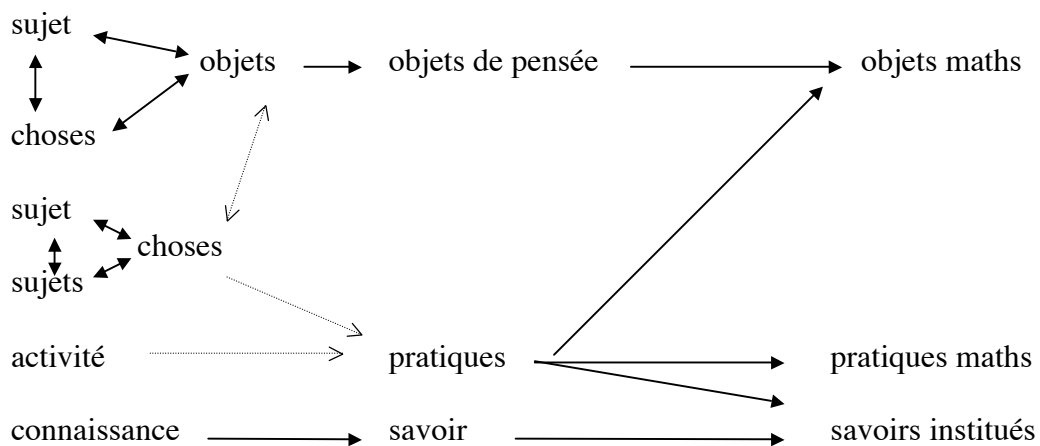 sujet
objets objets de pensée objets maths
choses
sujet
choses
sujets
activité pratiques pratiques maths
connaissance savoir savoirs institués